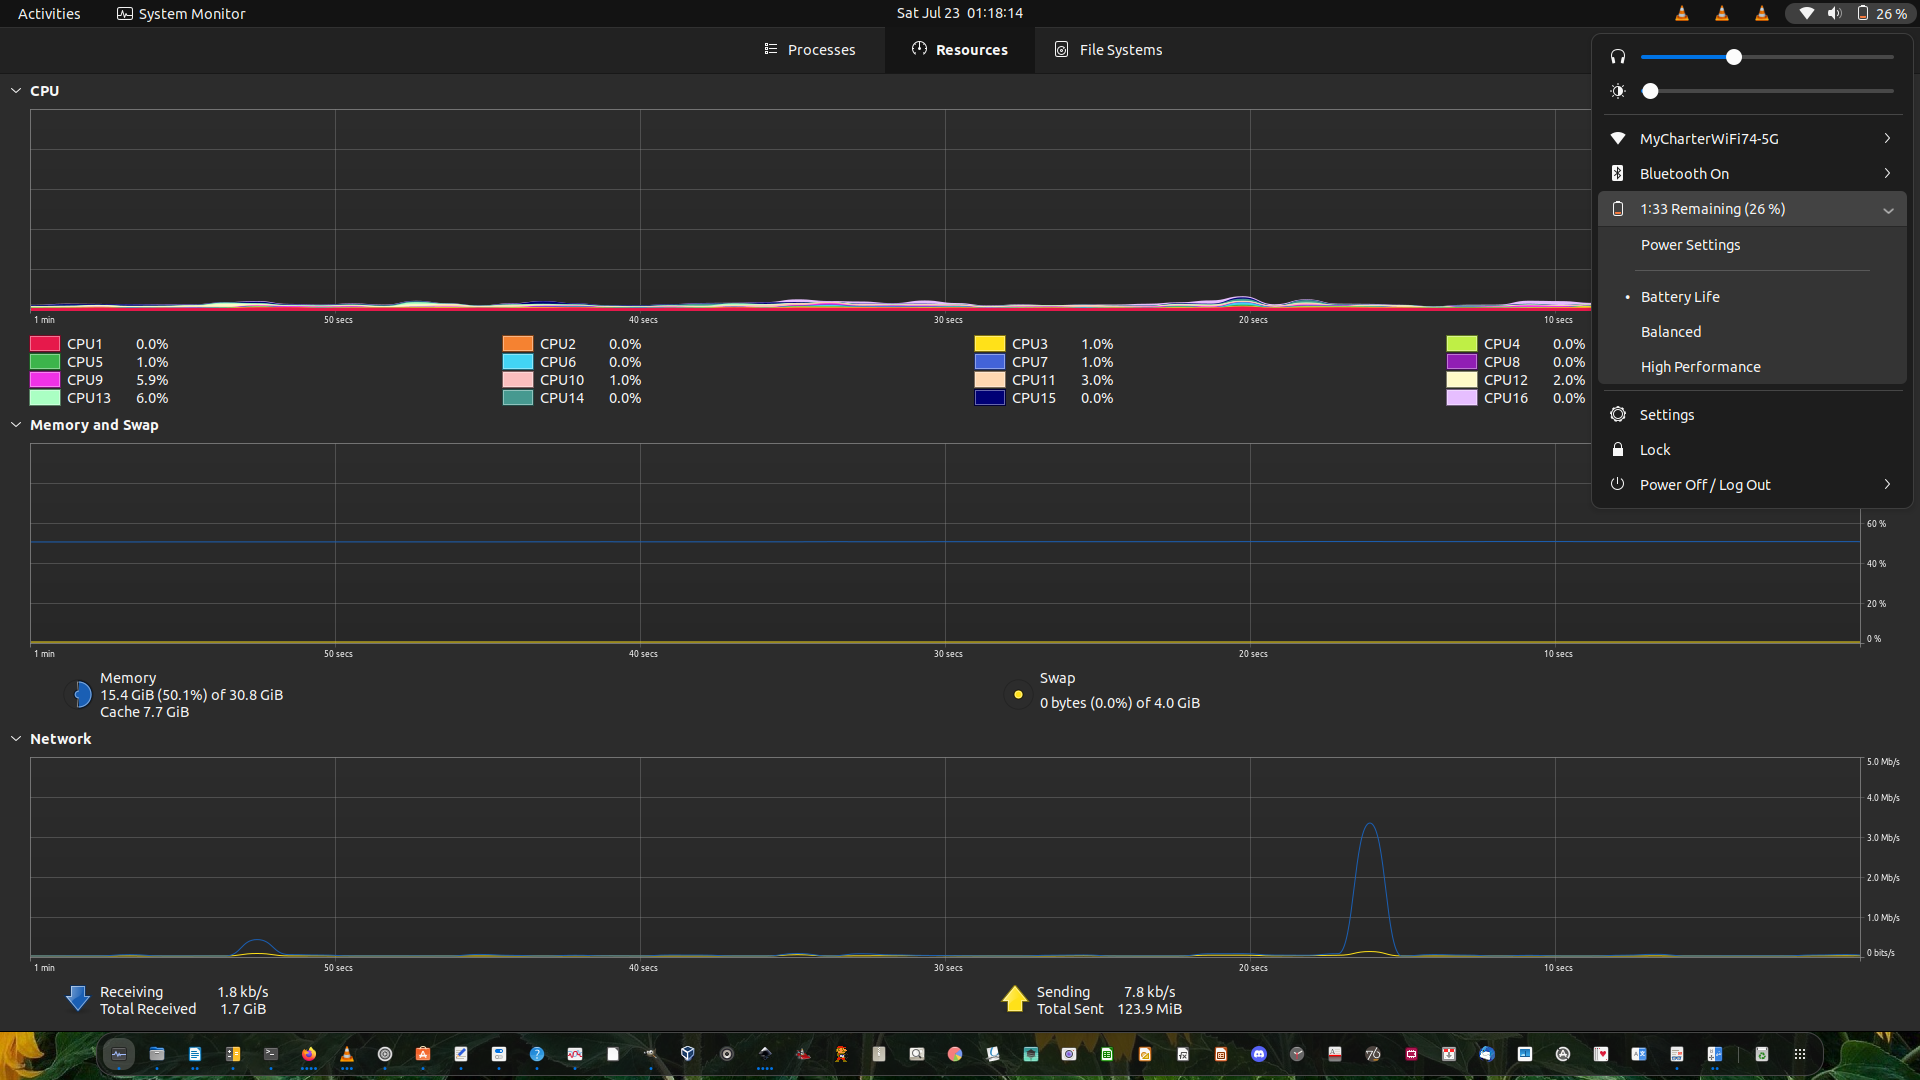 Activities
System Monitor
Sat Jul 23 01:18:14
26 %
Processes
Resources
File Systems
CPU
1 min
50 secs
40 secs
30 secs
20 secs
10 secs
CPU1 0.0%
CPU2 0.0%
CPU3 1.0%
CPU4 0.0%
CPU5 1.0%
CPU6 0.0%
CPU7 1.0%
CPU8 0.0%
CPU9 5.9%
CPU10 1.0%
CPU11 3.0%
CPU12 2.0%
CPU13 6.0%
CPU14 0.0%
CPU15 0.0%
CPU16 0.0%
MyCharterWiFi74-5G
Bluetooth On
1:33 Remaining (26 %)
Power Settings
• Battery Life
Balanced
High Performance
Settings
Lock
Power Off / Log Out
Memory and Swap
60 %
40 %
20 %
0 %
1 min
50 secs
40 secs
30 secs
20 secs
10 secs
Memory
15.4 GiB (50.1%) of 30.8 GiB
Cache 7.7 GiB
Swap
0 bytes (0.0%) of 4.0 GiB
Network
5.0 Mb/s
4.0 Mb/s
3.0 Mb/s
2.0 Mb/s
1.0 Mb/s
0 bits/s
1 min
50 secs
40 secs
30 secs
20 secs
10 secs
Receiving 1.8 kb/s
Total Received 1.7 GiB
Sending 7.8 kb/s
Total Sent 123.9 MiB